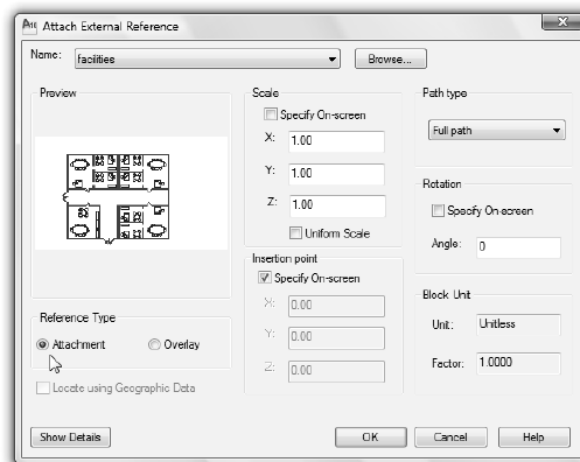 Attach External Reference
Name: facilities Browse...
Preview
Scale
Specify On-screen
X: 1.00
Y: 1.00
Z: 1.00
Uniform Scale
Path type
Full path
Rotation
Specify On-screen
Angle: 0
Insertion point
Specify On-screen
X: 0.00
Y: 0.00
Z: 0.00
Block Unit
Unit: Unitless
Factor: 1.0000
Reference Type
Attachment Overlay
Locate using Geographic Data
Show Details OK Cancel Help